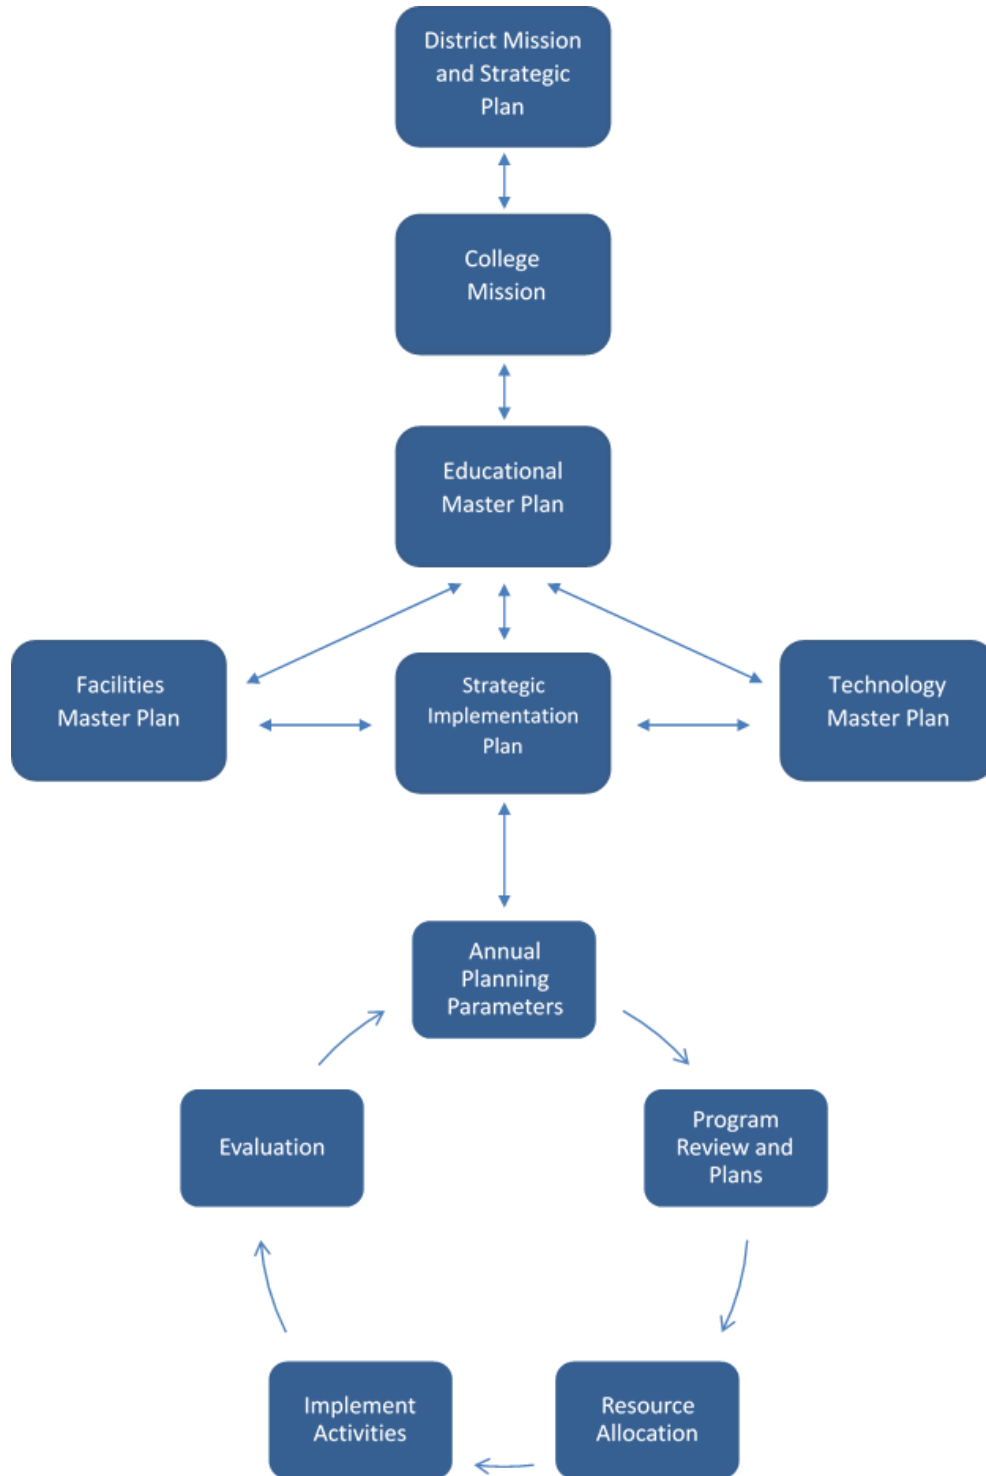 District Mission
and Strategic
Plan
College
Mission
Educational
Master Plan
Facilities
Master Plan
Strategic
Implementation
Plan
Technology
Master Plan
Annual
Planning
Parameters
Evaluation
Program
Review and
Plans
Implement
Activities
Resource
Allocation